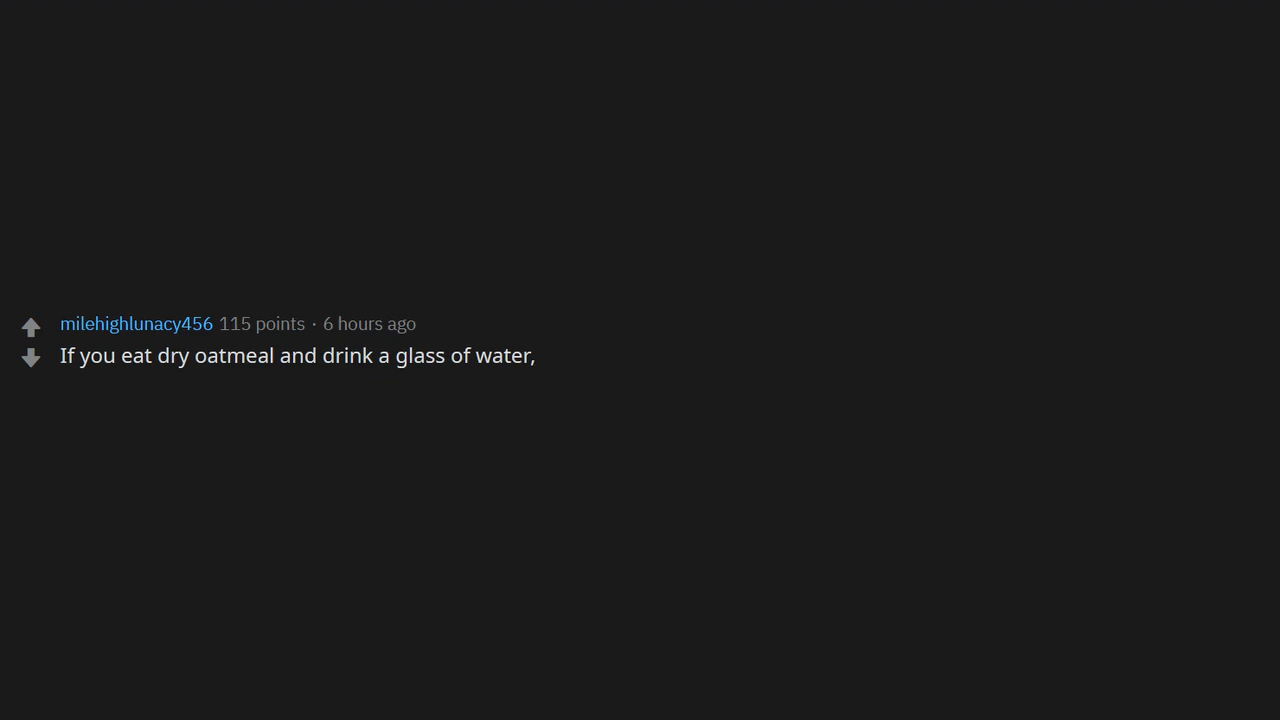 milehighlunacy456 115 points · 6 hours ago
If you eat dry oatmeal and drink a glass of water,